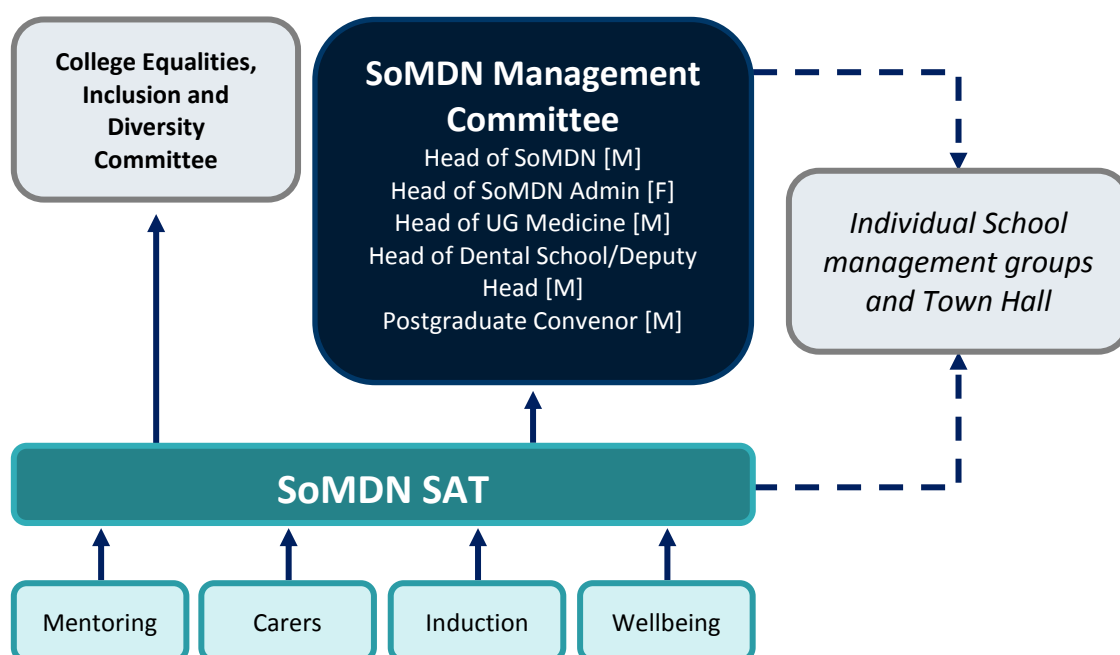 College Equalities,
Inclusion and
Diversity
Committee
SoMDN Management
Committee
Head of SoMDN [M]
Head of SoMDN Admin [F]
Head of UG Medicine [M]
Head of Dental School/Deputy
Head [M]
Postgraduate Convenor [M]
Individual School
management groups
and Town Hall
SoMDN SAT
Mentoring
Carers
Induction
Wellbeing